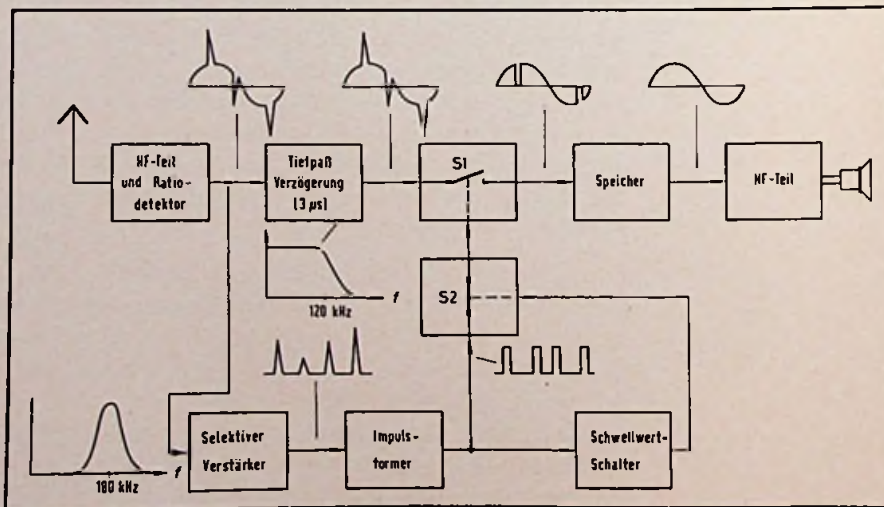 HF-Teil
und Ratio-
detektor
Tiefpaß
Verzögerung
(3 µs)
S1
Speicher
NF-Teil
120 kHz
f
S2
180 kHz
f
Selektiver
Verstärker
Impuls-
former
Schwellwert-
Schalter